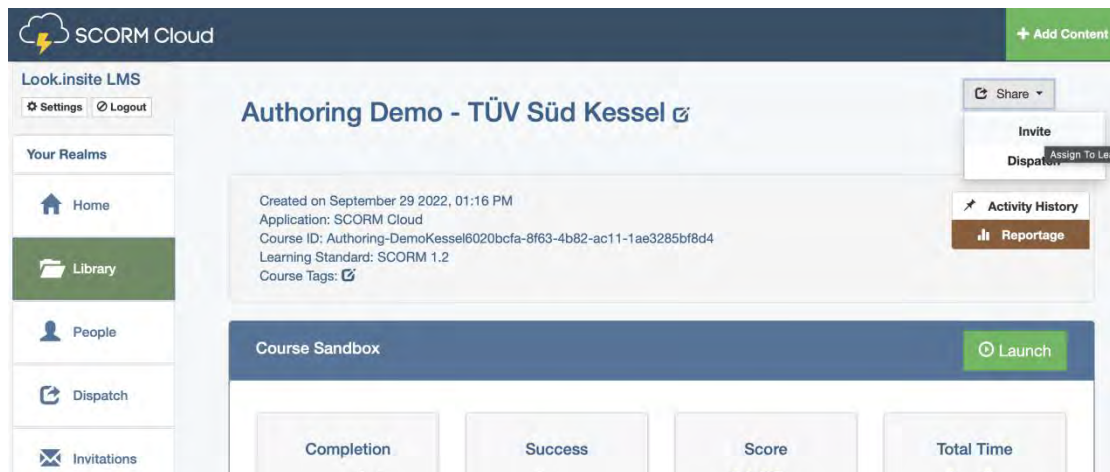 SCORM Cloud
+ Add Content
Look.insite LMS
Settings Logout
Your Realms
Home
Library
People
Dispatch
Invitations
Authoring Demo - TÜV Süd Kessel
Share
Invite
Dispatch
Assign To Le
Created on September 29 2022, 01:16 PM
Application: SCORM Cloud
Course ID: Authoring-DemoKessel6020bcfa-8f63-4b82-ac11-1ae3285bf8d4
Learning Standard: SCORM 1.2
Course Tags:
Activity History
Reportage
Course Sandbox
Launch
Completion
Success
Score
Total Time